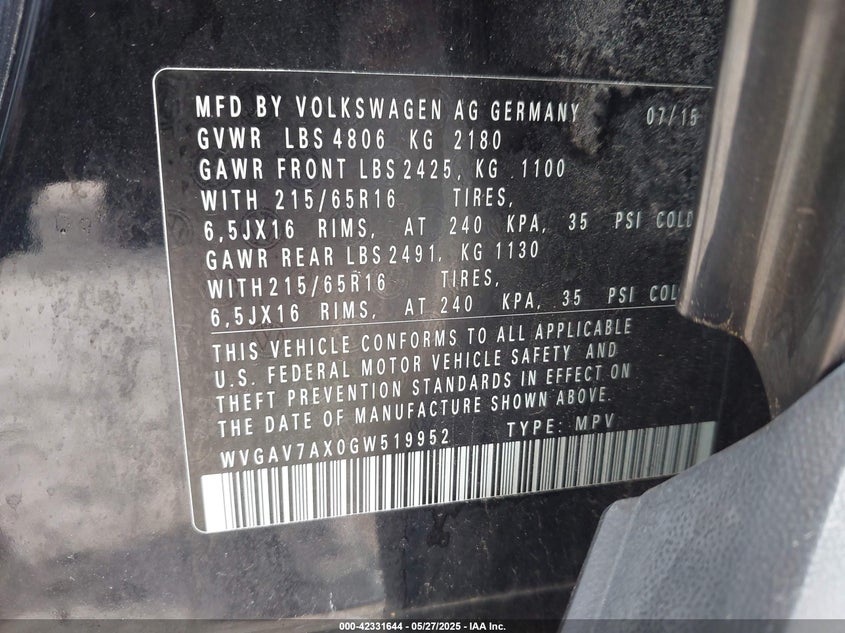 MFD BY VOLKSWAGEN AG GERMANY 07/15
GVWR LBS 4806 KG 2180
GAWR FRONT LBS 2425, KG 1100
WITH 215/65R16 TIRES,
6,5JX16 RIMS, AT 240 KPA, 35 PSI COLD
GAWR REAR LBS 2491, KG 1130
WITH 215/65R16 TIRES,
6,5JX16 RIMS, AT 240 KPA, 35 PSI COL
THIS VEHICLE CONFORMS TO ALL APPLICABLE
U.S. FEDERAL MOTOR VEHICLE SAFETY AND
THEFT PREVENTION STANDARDS IN EFFECT ON
THE DATE OF MANUFACTURE SHOWN ABOVE.
WVGAV7AX0GW519952 TYPE: MPV
000-42331644 | 05/27/2025 - IAA Inc.